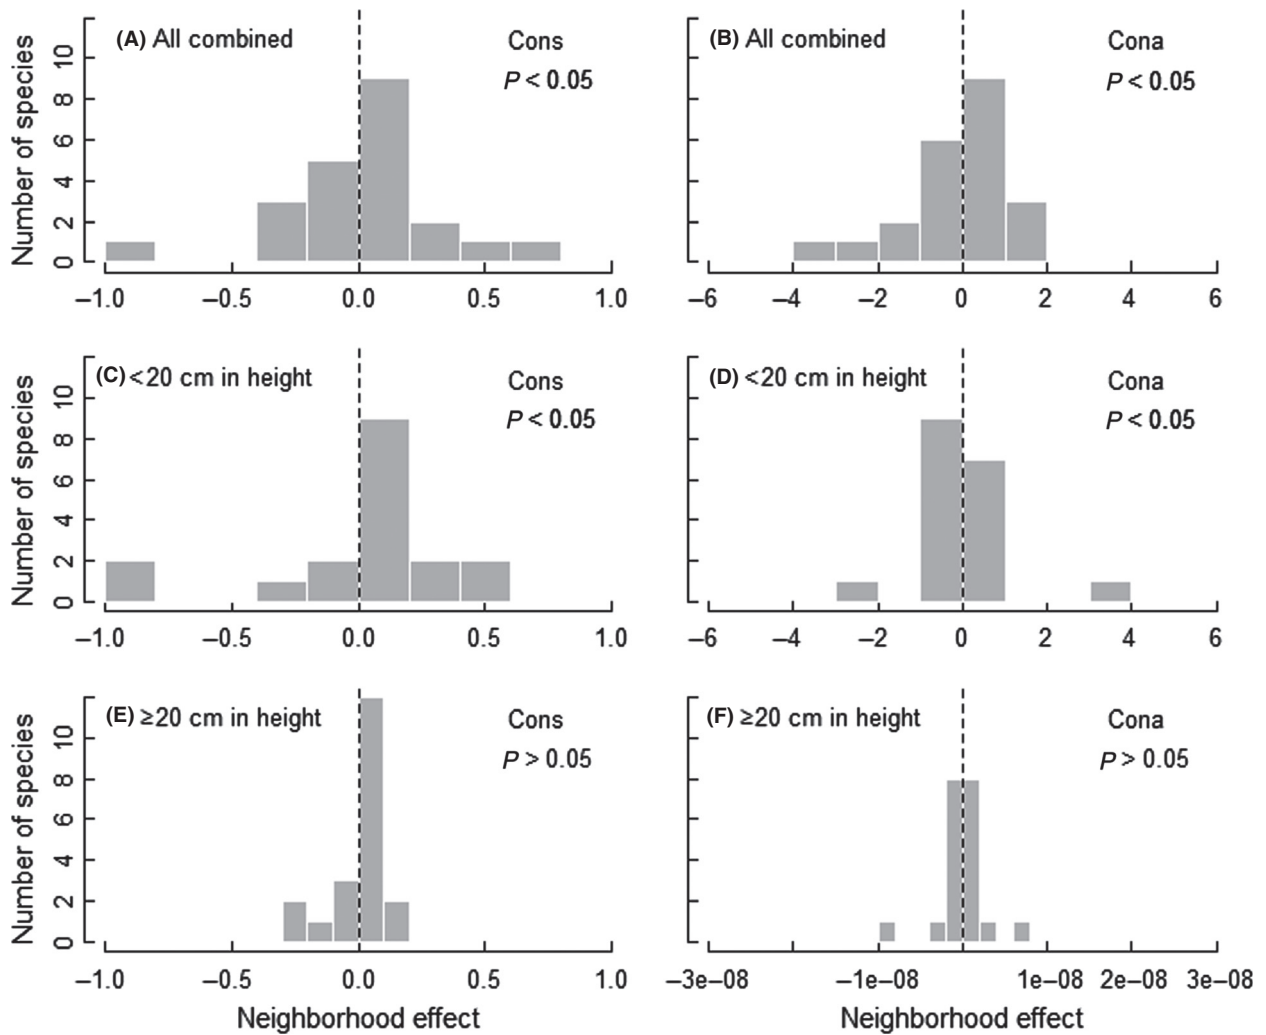 (A) All combined
Cons
P < 0.05
Number of species
0 2 4 6 8 10
–1.0 –0.5 0.0 0.5 1.0
(B) All combined
Cona
P < 0.05
–6 –4 –2 0 2 4 6
(C) <20 cm in height
Cons
P < 0.05
Number of species
0 2 4 6 8 10
–1.0 –0.5 0.0 0.5 1.0
(D) <20 cm in height
Cona
P < 0.05
–6 –4 –2 0 2 4 6
(E) ≥20 cm in height
Cons
P > 0.05
Number of species
0 2 4 6 8 10
–1.0 –0.5 0.0 0.5 1.0
Neighborhood effect
(F) ≥20 cm in height
Cona
P > 0.05
–3e–08 –1e–08 1e–08 2e–08 3e–08
Neighborhood effect